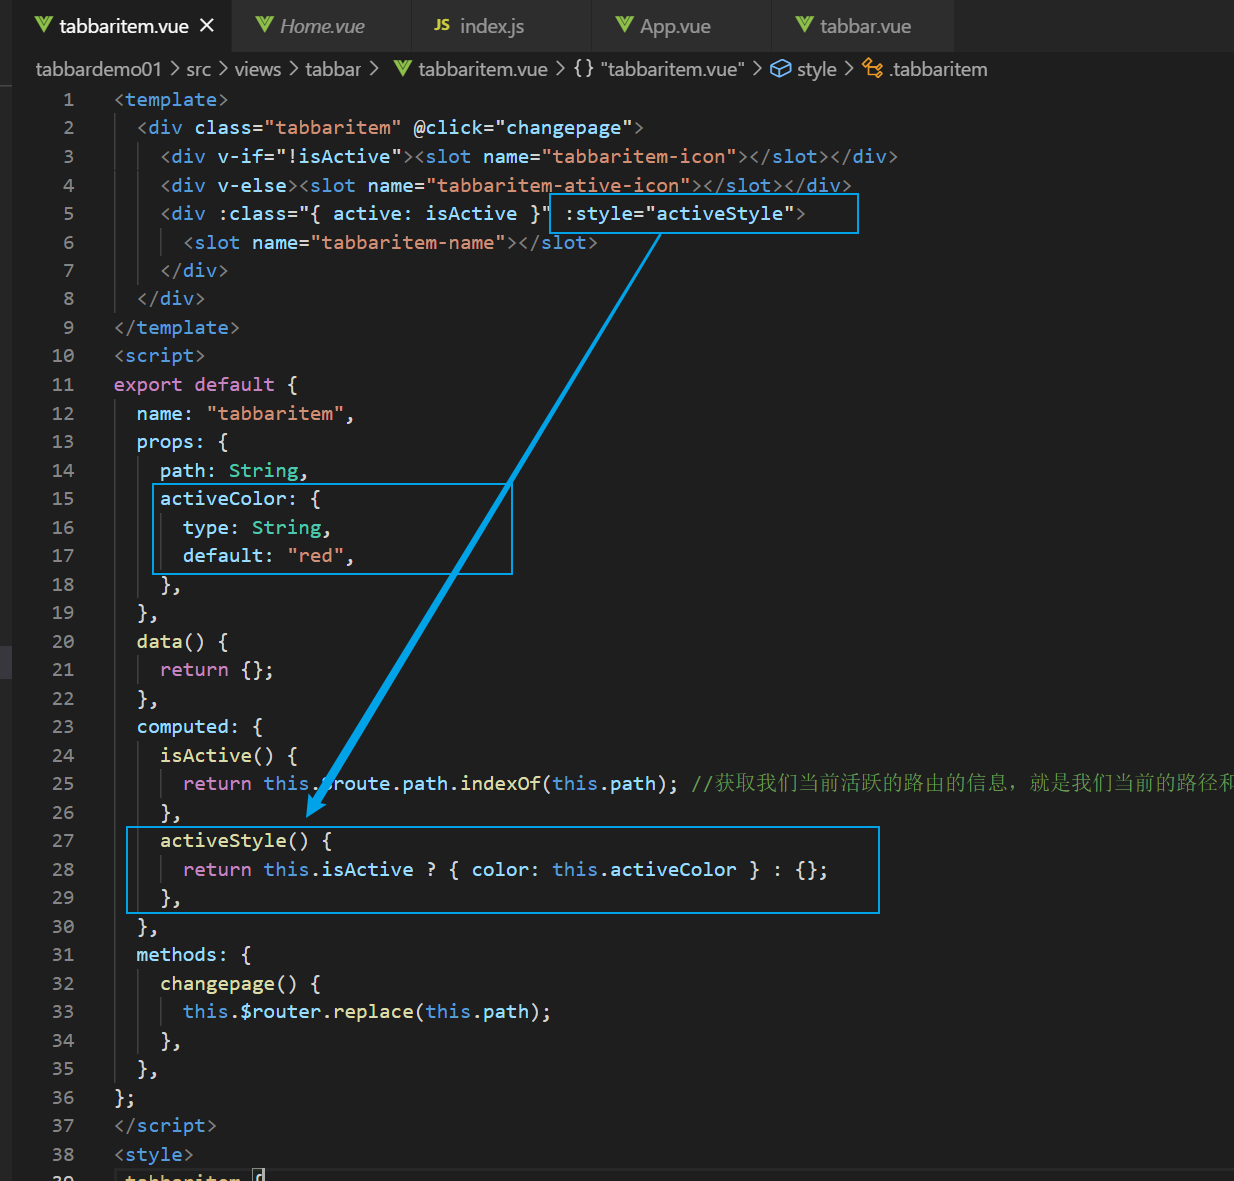 tabbaritem.vue ×
Home.vue
JS index.js
App.vue
tabbar.vue
tabbardemo01 > src > views > tabbar > tabbaritem.vue > {} "tabbaritem.vue" > style > .tabbaritem
1 <template>
2 <div class="tabbaritem" @click="changepage">
3 <div v-if="!isActive"><slot name="tabbaritem-icon"></slot></div>
4 <div v-else><slot name="tabbaritem-ative-icon"></slot></div>
5 <div :class="{ active: isActive }" :style="activeStyle">
6 <slot name="tabbaritem-name"></slot>
7 </div>
8 </div>
9 </template>
10 <script>
11 export default {
12 name: "tabbaritem",
13 props: {
14 path: String,
15 activeColor: {
16 type: String,
17 default: "red",
18 },
19 },
20 data() {
21 return {};
22 },
23 computed: {
24 isActive() {
25 return this.$route.path.indexOf(this.path); //获取我们当前活跃的路由的信息，就是我们当前的路径和
26 },
27 activeStyle() {
28 return this.isActive ? { color: this.activeColor } : {};
29 },
30 },
31 methods: {
32 changepage() {
33 this.$router.replace(this.path);
34 },
35 },
36 };
37 </script>
38 <style>
39 .tabbaritem {